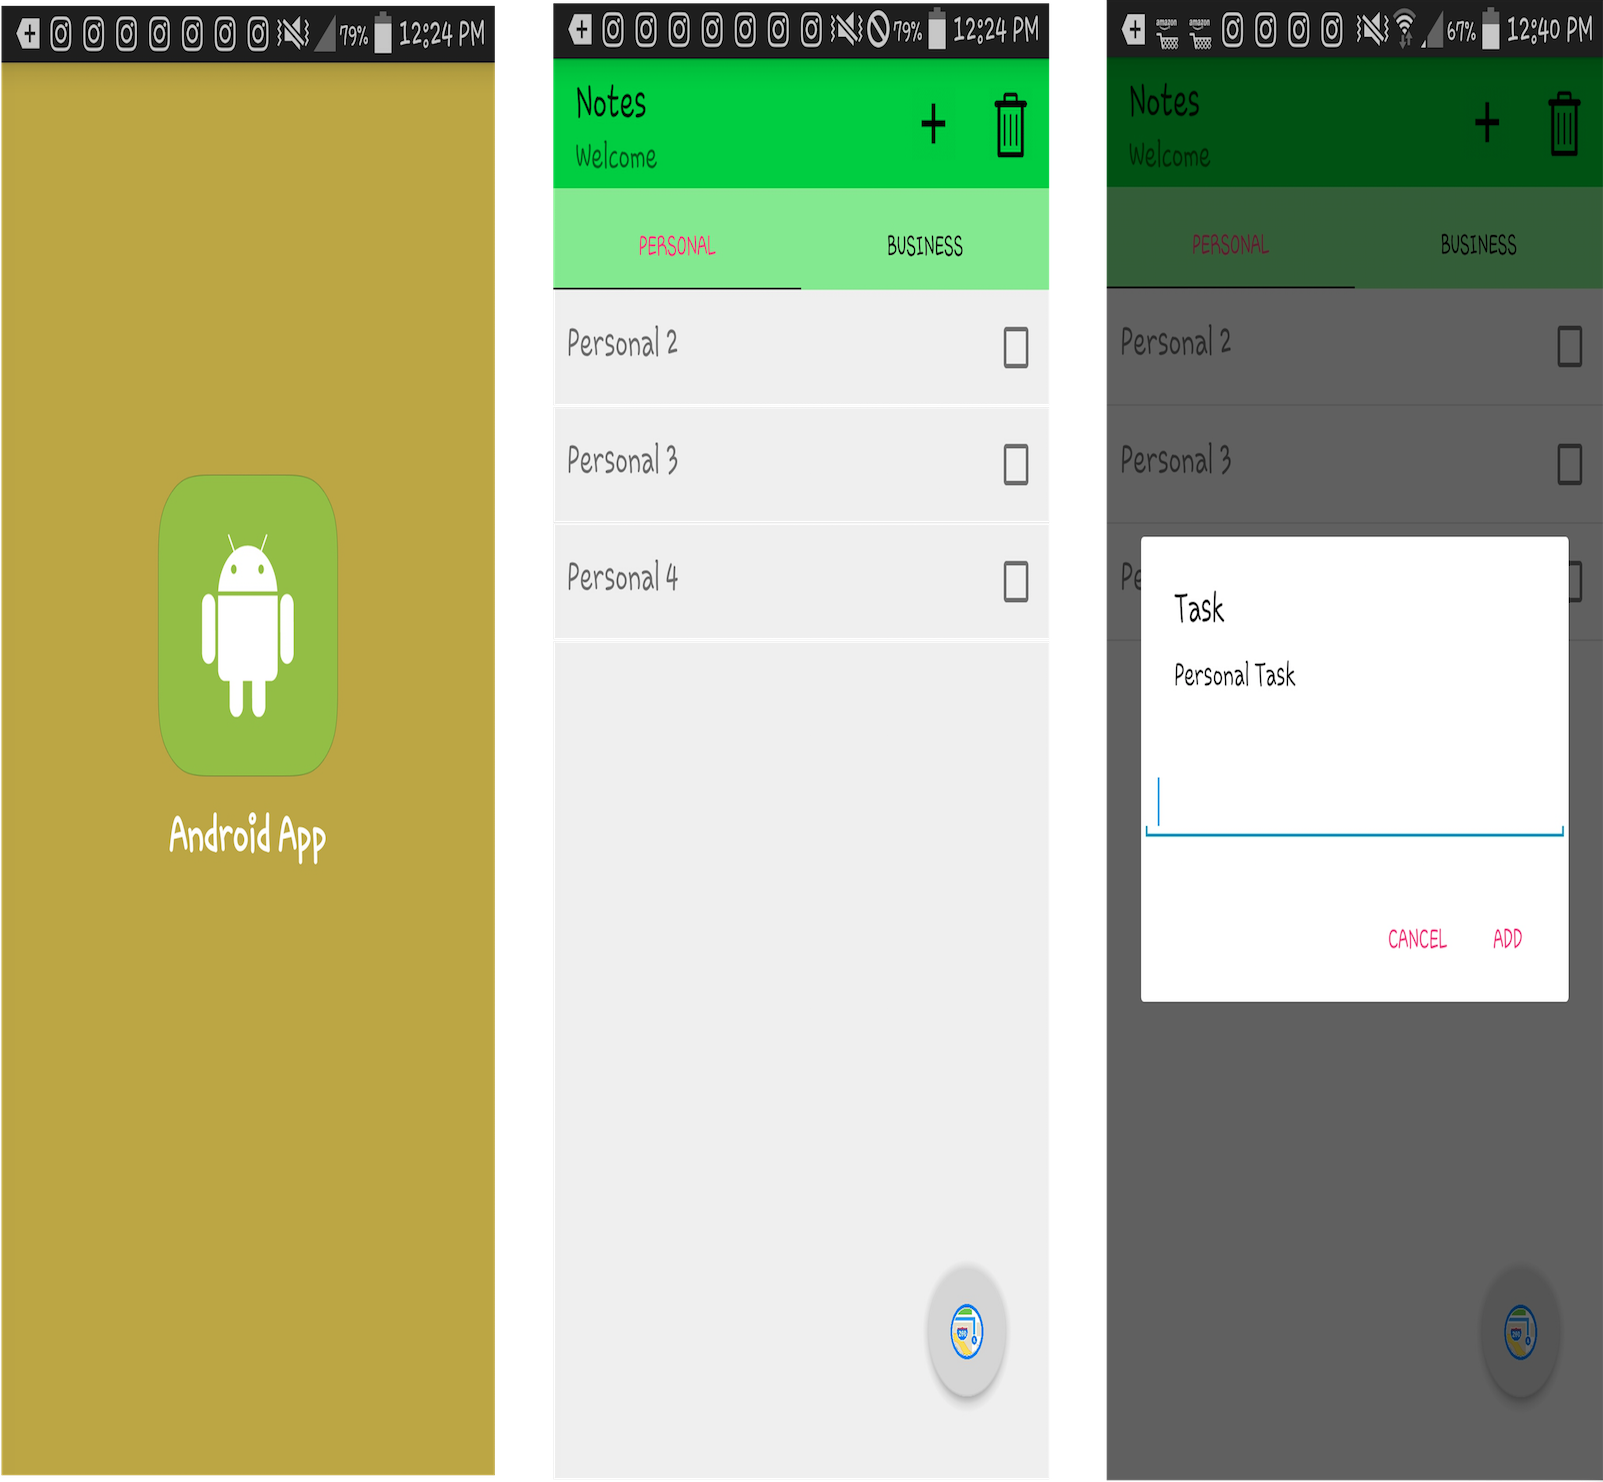 79% 12:24 PM
Android App
79% 12:24 PM
Notes
Welcome
PERSONAL BUSINESS
Personal 2
Personal 3
Personal 4
amazon amazon 67% 12:40 PM
Notes
Welcome
PERSONAL BUSINESS
Personal 2
Personal 3
Pe
Task
Personal Task
CANCEL ADD